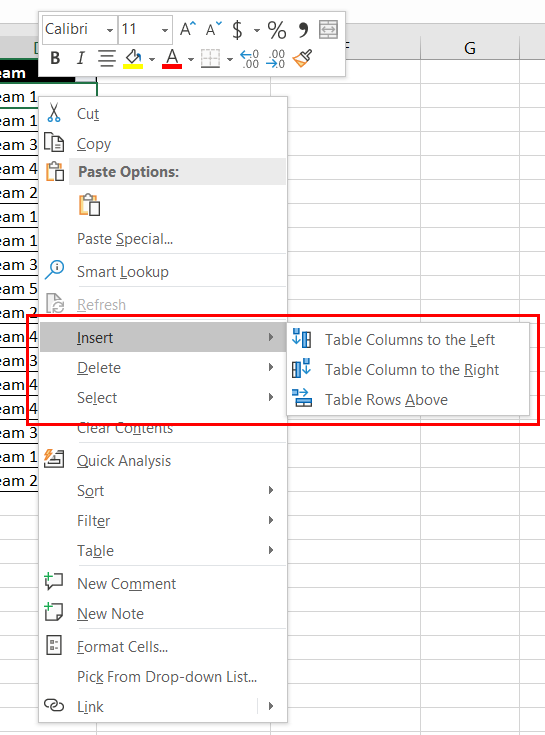 Calibri 11 A A $ % ,
B I A .00 .00
F G
eam
eam 1
eam 1
eam 3
eam 4
eam 2
eam 1
eam 1
eam 3
eam 5
eam 2
eam 4
eam 3
eam 4
eam 4
eam 3
eam 1
eam 2
Cut
Copy
Paste Options:
Paste Special...
Smart Lookup
Refresh
Insert
Delete
Select
Clear Contents
Quick Analysis
Sort
Filter
Table
New Comment
New Note
Format Cells...
Pick From Drop-down List...
Link
Table Columns to the Left
Table Column to the Right
Table Rows Above